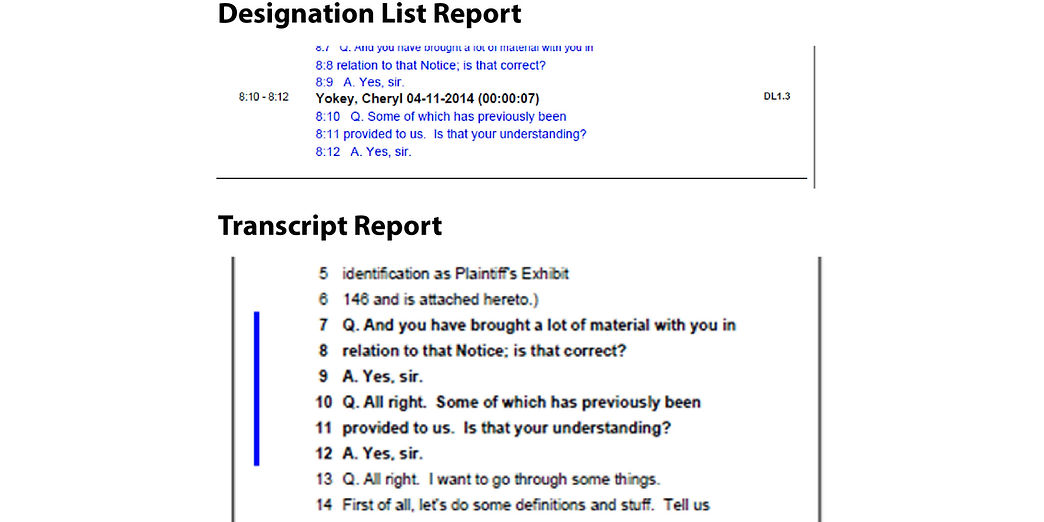 Designation List Report
8:7 Q. And you have brought a lot of material with you in
8:8 relation to that Notice; is that correct?
8:9 A. Yes, sir.
8:10 - 8:12 Yokey, Cheryl 04-11-2014 (00:00:07) DL1.3
8:10 Q. Some of which has previously been
8:11 provided to us. Is that your understanding?
8:12 A. Yes, sir.
Transcript Report
5 identification as Plaintiff's Exhibit
6 146 and is attached hereto.)
7 Q. And you have brought a lot of material with you in
8 relation to that Notice; is that correct?
9 A. Yes, sir.
10 Q. All right. Some of which has previously been
11 provided to us. Is that your understanding?
12 A. Yes, sir.
13 Q. All right. I want to go through some things.
14 First of all, let's do some definitions and stuff. Tell us